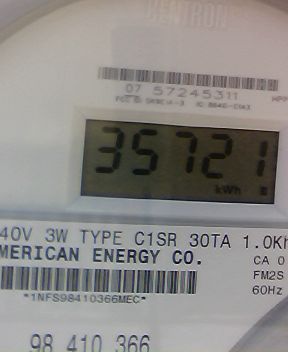 CENTRON
07 57245311
35721
kWh
40V 3W TYPE C1SR 30TA 1.0Kh
MERICAN ENERGY CO.
CA 0
FM2S
60Hz
*1NFS98410366MEC*
98 410 366